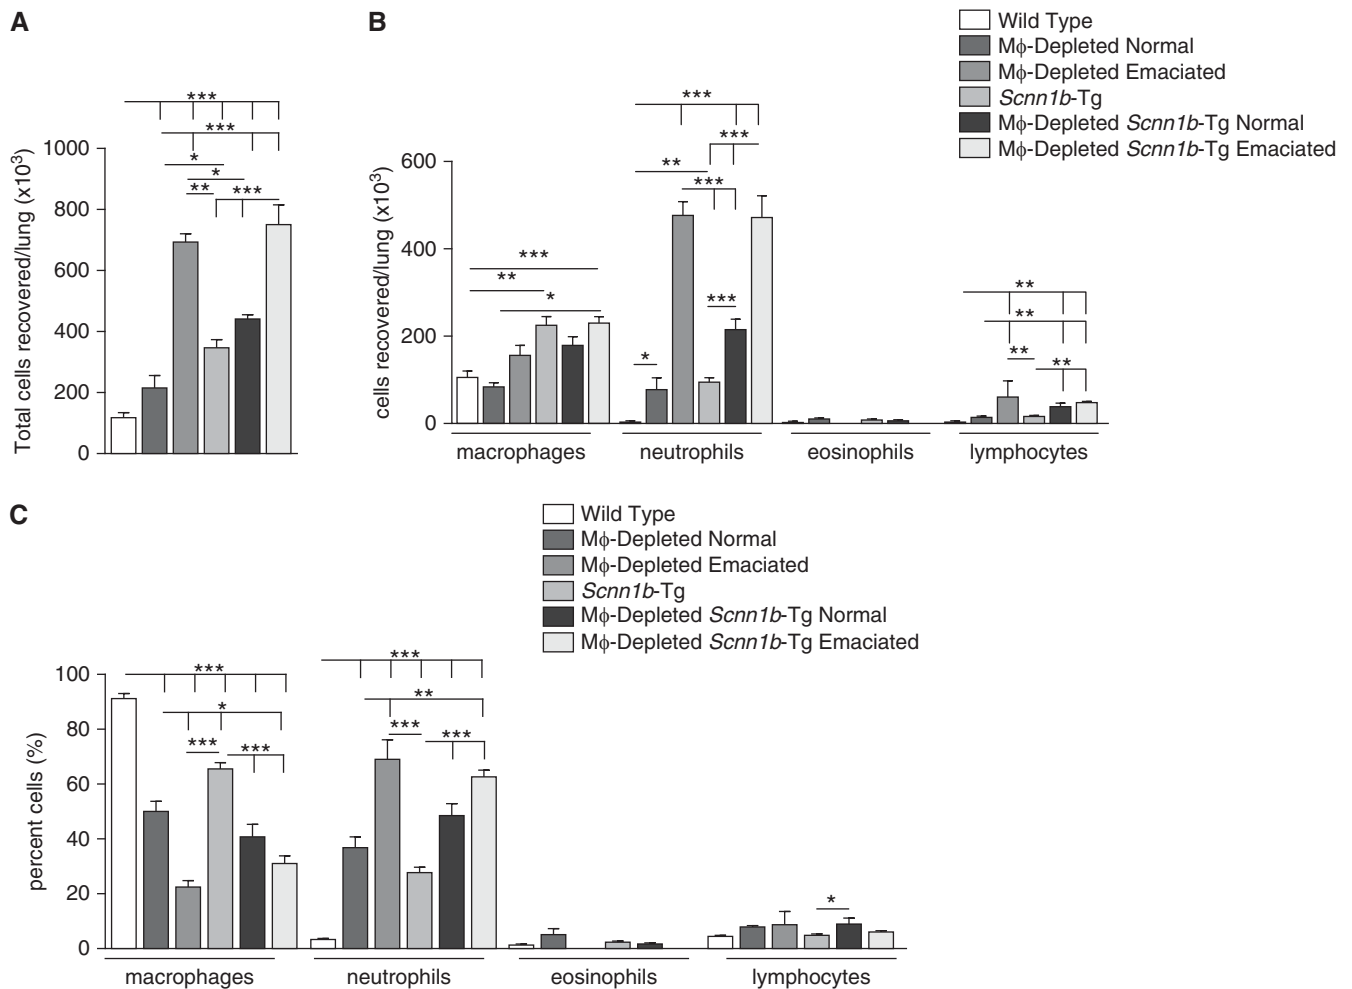 A
Total cells recovered/lung (x10³)
1000
800
600
400
200
0
***
***
*
*
**
***
B
cells recovered/lung (x10³)
600
400
200
0
***
**
*
***
***
**
***
*
***
**
**
**
**
macrophages
neutrophils
eosinophils
lymphocytes
Wild Type
Mϕ-Depleted Normal
Mϕ-Depleted Emaciated
Scnn1b-Tg
Mϕ-Depleted Scnn1b-Tg Normal
Mϕ-Depleted Scnn1b-Tg Emaciated
C
Wild Type
Mϕ-Depleted Normal
Mϕ-Depleted Emaciated
Scnn1b-Tg
Mϕ-Depleted Scnn1b-Tg Normal
Mϕ-Depleted Scnn1b-Tg Emaciated
percent cells (%)
100
80
60
40
20
0
***
*
***
***
***
**
***
***
*
macrophages
neutrophils
eosinophils
lymphocytes